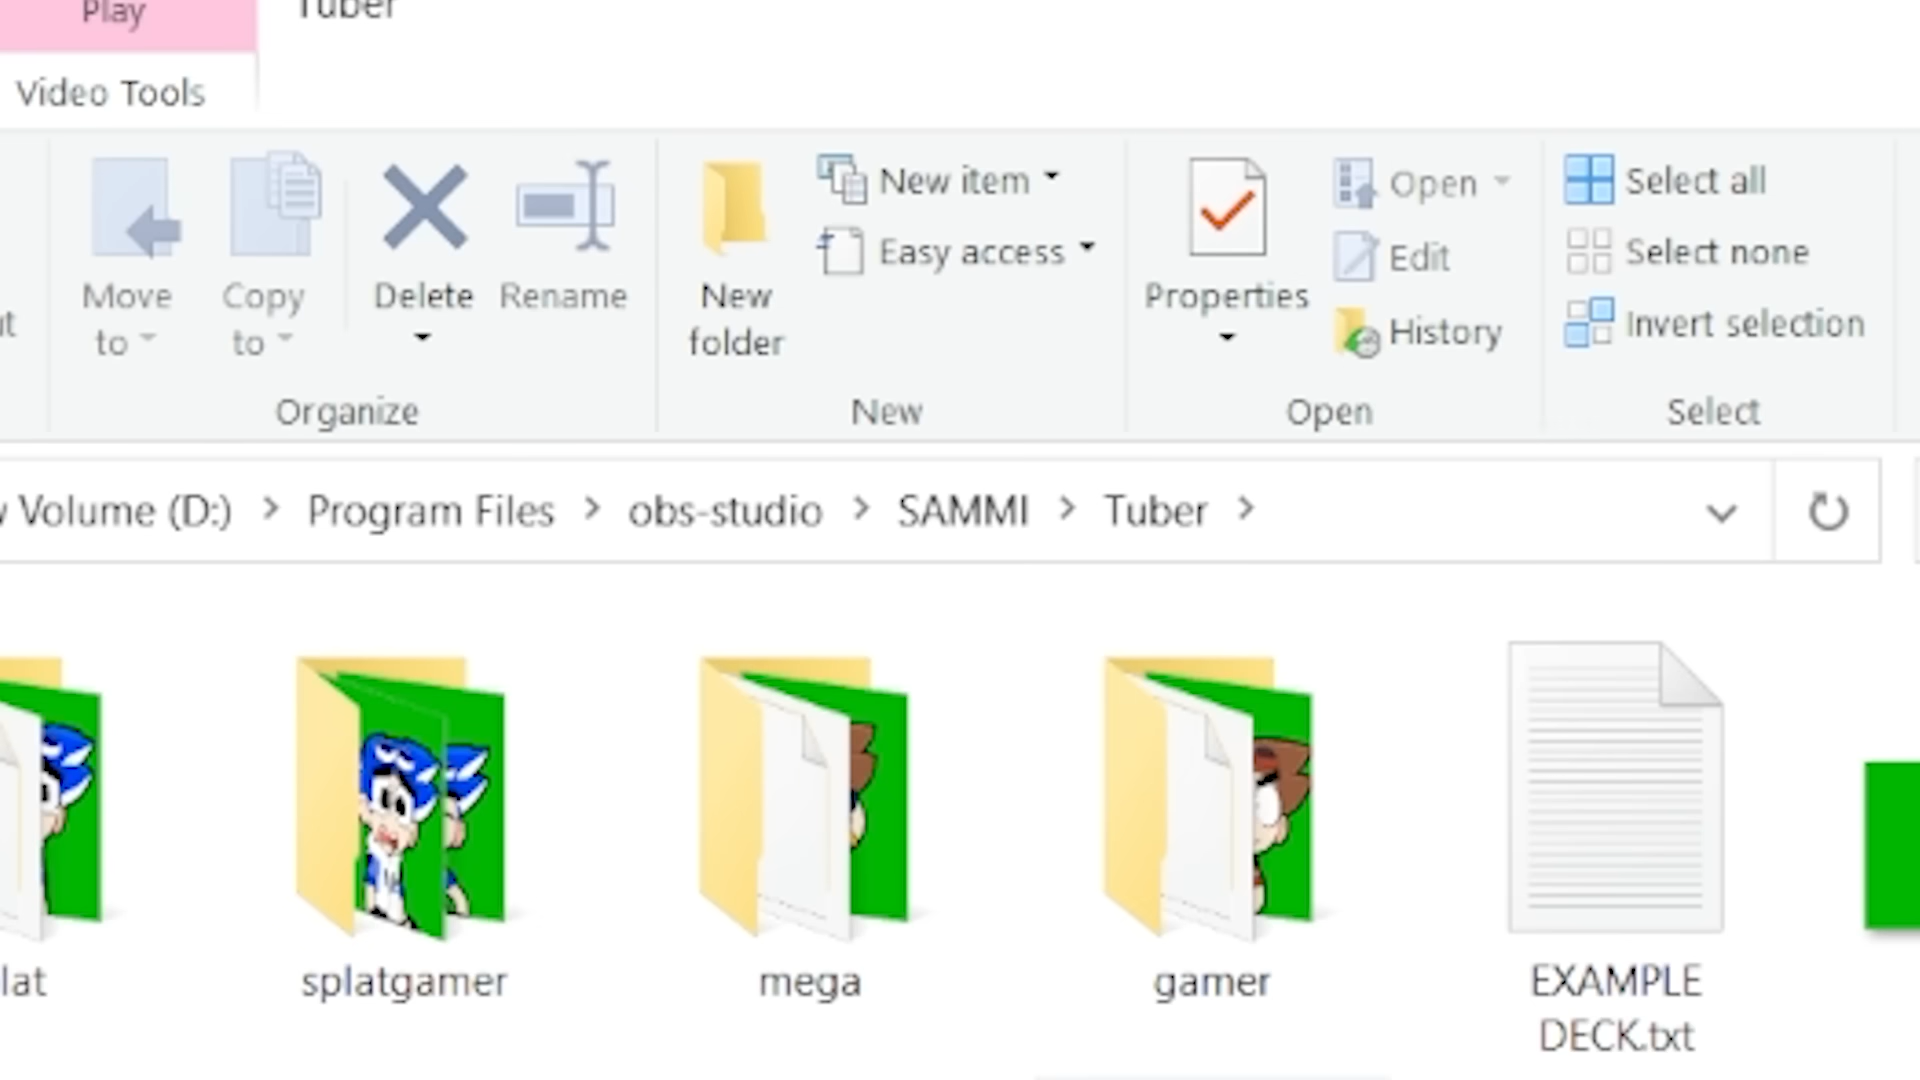 Play
Tuber
Video Tools
Move to
Copy to
Delete
Rename
New folder
New item
Easy access
Properties
Open
Edit
History
Select all
Select none
Invert selection
Organize
New
Open
Select
Volume (D:) > Program Files > obs-studio > SAMMI > Tuber >
lat
splatgamer
mega
gamer
EXAMPLE
DECK.txt